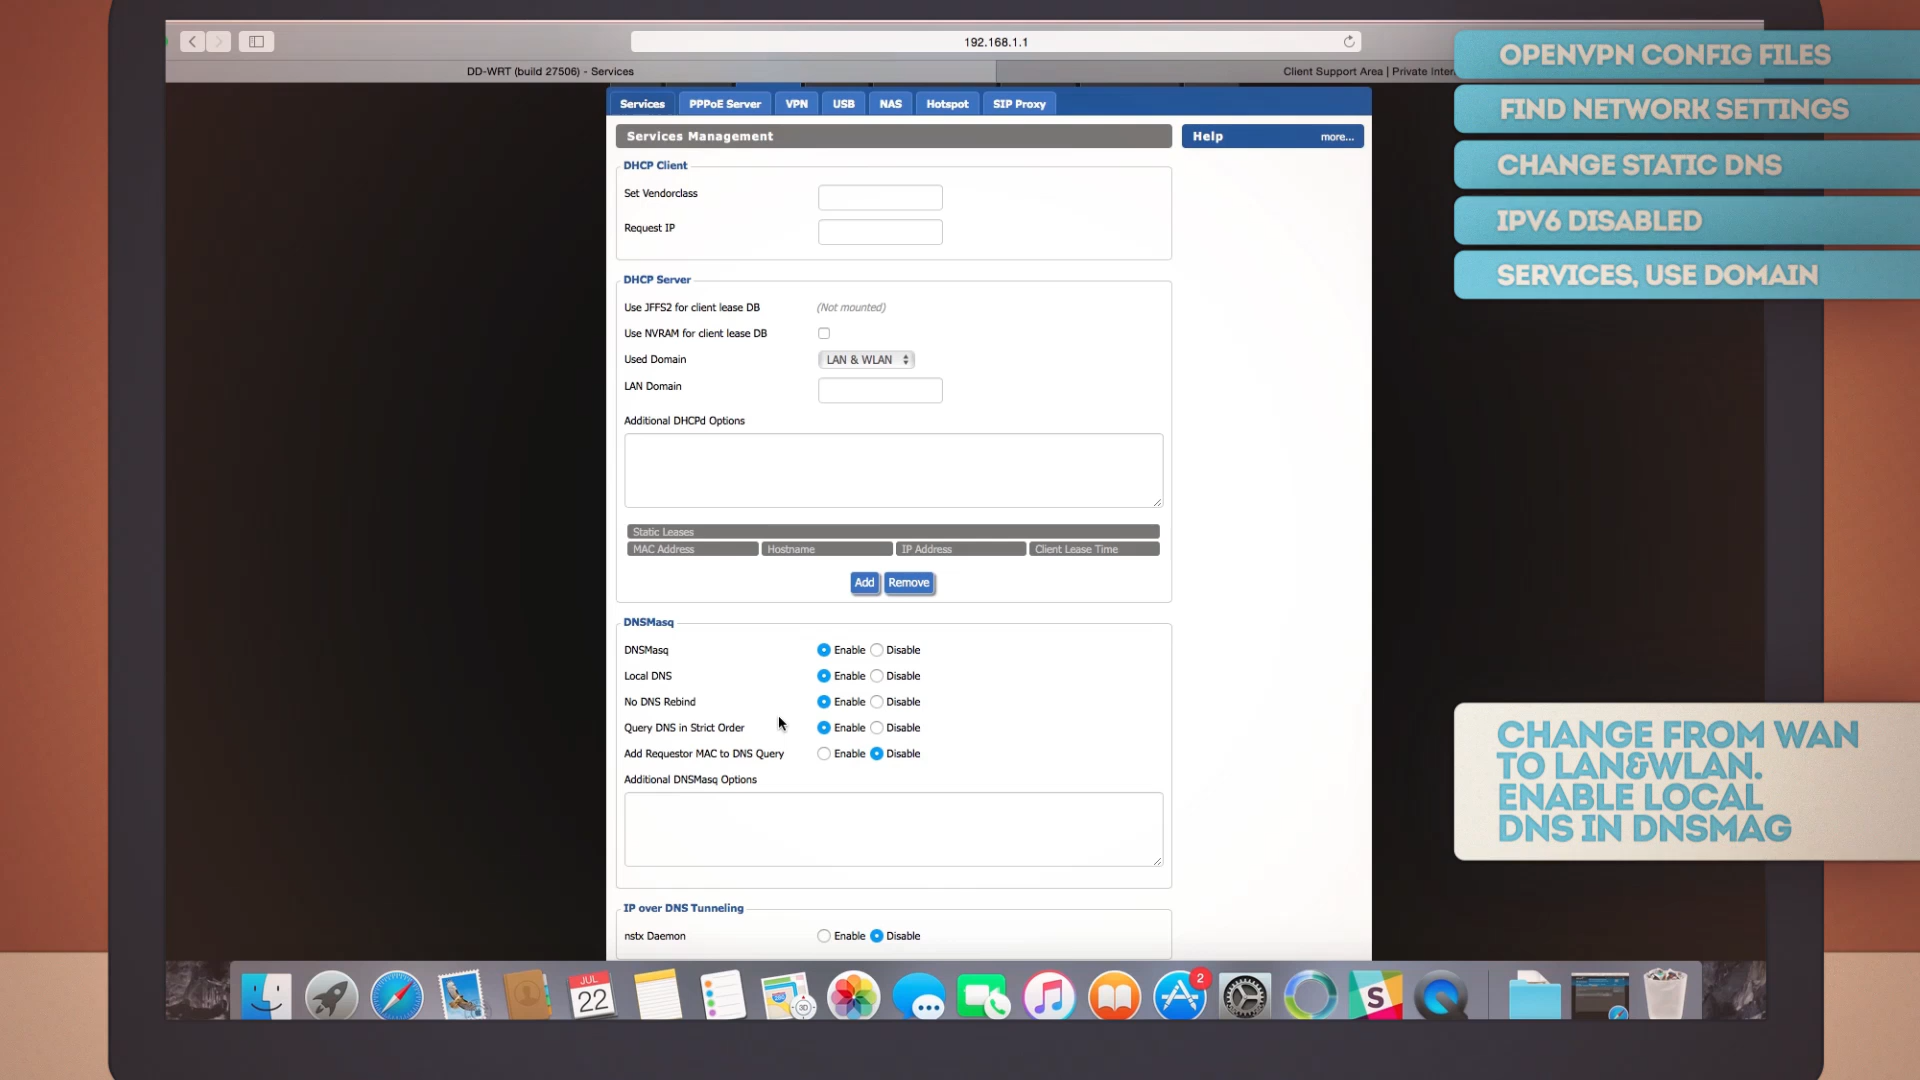 192.168.1.1
DD-WRT (build 27506) - Services
Client Support Area | Private Inter
OPENVPN CONFIG FILES
FIND NETWORK SETTINGS
CHANGE STATIC DNS
IPV6 DISABLED
SERVICES, USE DOMAIN
Services PPPoE Server VPN USB NAS Hotspot SIP Proxy
Services Management
Help more...
DHCP Client
Set Vendorclass
Request IP
DHCP Server
Use JFFS2 for client lease DB (Not mounted)
Use NVRAM for client lease DB
Used Domain LAN & WLAN
LAN Domain
Additional DHCPd Options
Static Leases
MAC Address Hostname IP Address Client Lease Time
Add Remove
DNSMasq
DNSMasq Enable Disable
Local DNS Enable Disable
No DNS Rebind Enable Disable
Query DNS in Strict Order Enable Disable
Add Requestor MAC to DNS Query Enable Disable
Additional DNSMasq Options
IP over DNS Tunneling
nstx Daemon Enable Disable
CHANGE FROM WAN
TO LAN&WLAN.
ENABLE LOCAL
DNS IN DNSMAG
JUL
22
280
3D
2
S